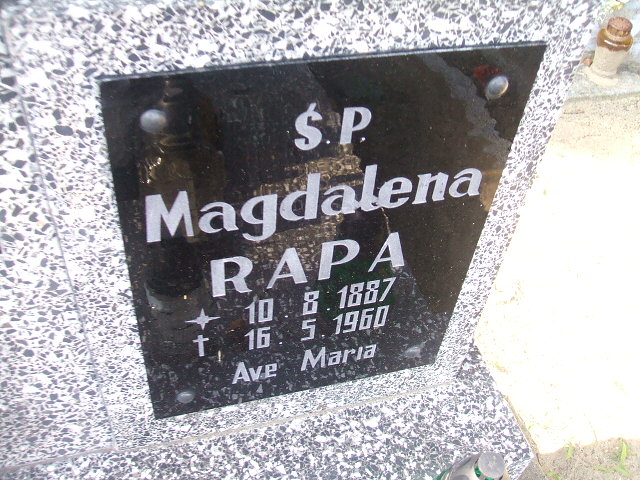 Ś.P.
Magdalena
RAPA
10 8 1887
† 16 5 1960
Ave Maria